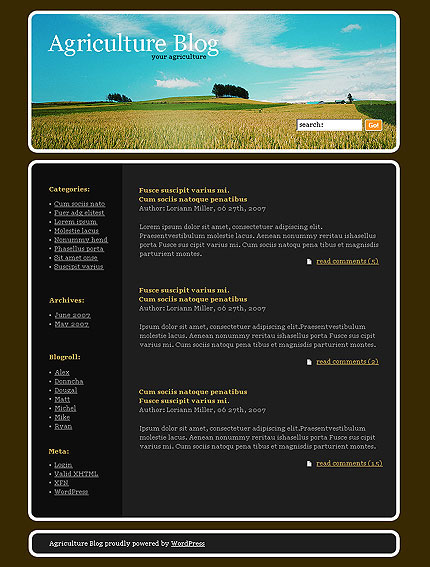 Agriculture Blog
your agriculture
search:
Go!
Categories:
• Cum sociis nato
• Fuer adg elitest
• Lorem ipsum
• Molestie lacus
• Nonummy hend
• Phasellus porta
• Sit amet onse
• Suscipit varius
Archives:
• June 2007
• May 2007
Blogroll:
• Alex
• Donncha
• Dougal
• Matt
• Michel
• Mike
• Ryan
Meta:
• Login
• Valid XHTML
• XFN
• WordPress
Fusce suscipit varius mi.
Cum sociis natoque penatibus
Author: Loriann Miller, 06 27th, 2007
Lorem ipsum dolor sit amet, consectetuer adipiscing elit.
Praesentvestibulum molestie lacus. Aenean nonummy reritau ishasellus
porta Fusce sus cipit varius mi. Cum sociis natoqu pena tibus et magnisdis
parturient montes.
read comments (5)
Fusce suscipit varius mi.
Cum sociis natoque penatibus
Author: Loriann Miller, 06 27th, 2007
Ipsum dolor sit amet, consectetuer adipiscing elit.Praesentvestibulum
molestie lacus. Aenean nonummy reritau ishasellus porta Fusce sus cipit
varius mi. Cum sociis natoqu pena tibus et magnisdis parturient montes.
read comments (2)
Cum sociis natoque penatibus
Fusce suscipit varius mi.
Author: Loriann Miller, 06 27th, 2007
Ipsum dolor sit amet, consectetuer adipiscing elit.Praesentvestibulum
molestie lacus. Aenean nonummy reritau ishasellus porta Fusce sus cipit
varius mi. Cum sociis natoqu pena tibus et magnisdis parturient montes.
read comments (15)
Agriculture Blog proudly powered by WordPress